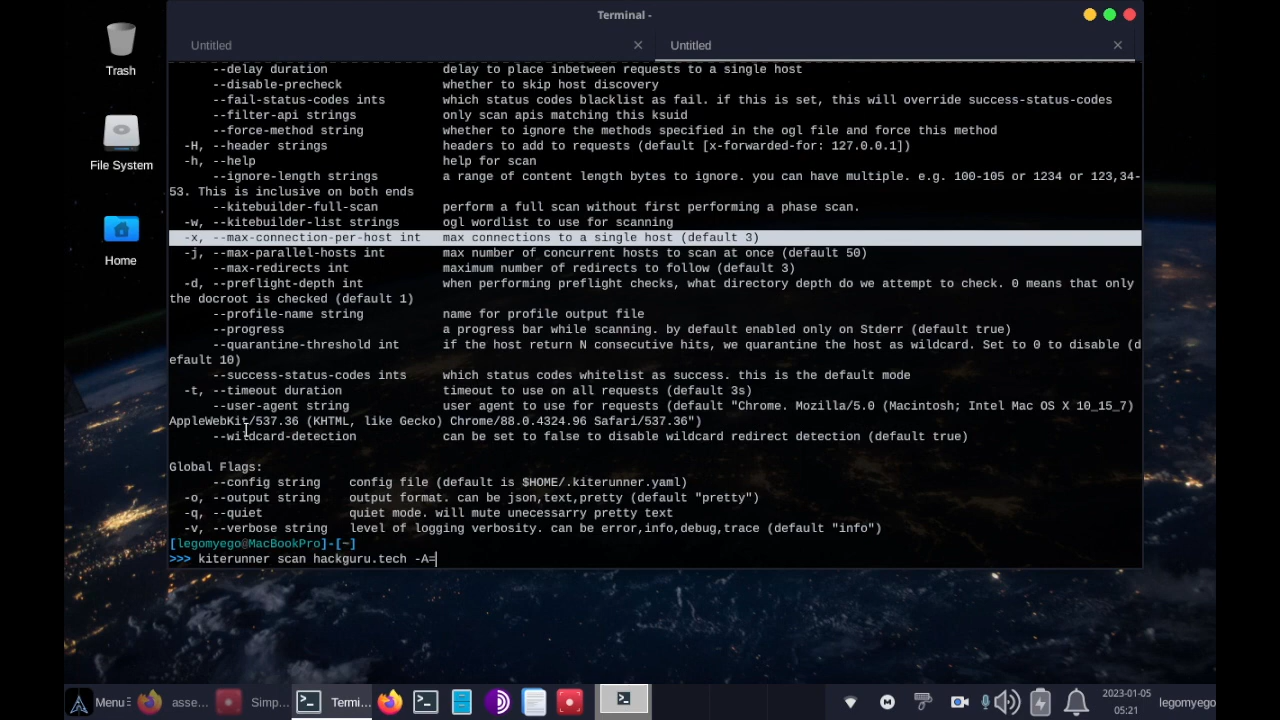 Terminal -
Untitled
Untitled
Trash
File System
Home
--delay duration delay to place inbetween requests to a single host
--disable-precheck whether to skip host discovery
--fail-status-codes ints which status codes blacklist as fail. if this is set, this will override success-status-codes
--filter-api strings only scan apis matching this ksuid
--force-method string whether to ignore the methods specified in the ogl file and force this method
-H, --header strings headers to add to requests (default [x-forwarded-for: 127.0.0.1])
-h, --help help for scan
--ignore-length strings a range of content length bytes to ignore. you can have multiple. e.g. 100-105 or 1234 or 123,34-
53. This is inclusive on both ends
--kitebuilder-full-scan perform a full scan without first performing a phase scan.
-w, --kitebuilder-list strings ogl wordlist to use for scanning
-x, --max-connection-per-host int max connections to a single host (default 3)
-j, --max-parallel-hosts int max number of concurrent hosts to scan at once (default 50)
--max-redirects int maximum number of redirects to follow (default 3)
-d, --preflight-depth int when performing preflight checks, what directory depth do we attempt to check. 0 means that only
the docroot is checked (default 1)
--profile-name string name for profile output file
--progress a progress bar while scanning. by default enabled only on Stderr (default true)
--quarantine-threshold int if the host return N consecutive hits, we quarantine the host as wildcard. Set to 0 to disable (d
efault 10)
--success-status-codes ints which status codes whitelist as success. this is the default mode
-t, --timeout duration timeout to use on all requests (default 3s)
--user-agent string user agent to use for requests (default "Chrome. Mozilla/5.0 (Macintosh; Intel Mac OS X 10_15_7)
AppleWebKit/537.36 (KHTML, like Gecko) Chrome/88.0.4324.96 Safari/537.36")
--wildcard-detection can be set to false to disable wildcard redirect detection (default true)
Global Flags:
--config string config file (default is $HOME/.kiterunner.yaml)
-o, --output string output format. can be json,text,pretty (default "pretty")
-q, --quiet quiet mode. will mute unecessarry pretty text
-v, --verbose string level of logging verbosity. can be error,info,debug,trace (default "info")
[legomyego@MacBookPro]-[~]
>>> kiterunner scan hackguru.tech -A=
Menu
asse...
Simp...
Termi...
2023-01-05
05:21
legomyego